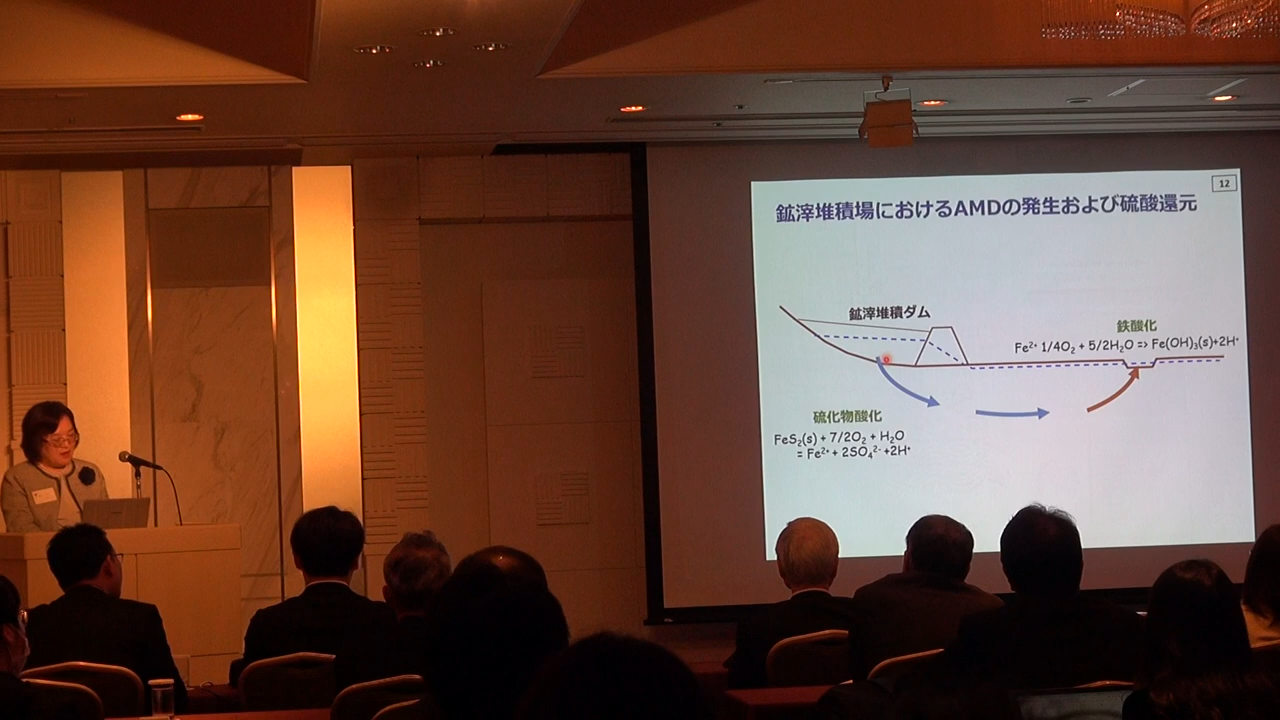 12
鉱滓堆積場におけるAMDの発生および硫酸還元
鉱滓堆積ダム
鉄酸化
Fe²⁺ 1/4O₂ + 5/2H₂O => Fe(OH)₃(s)+2H⁺
硫化物酸化
FeS₂(s) + 7/2O₂ + H₂O
= Fe²⁺ + 2SO₄²⁻ +2H⁺